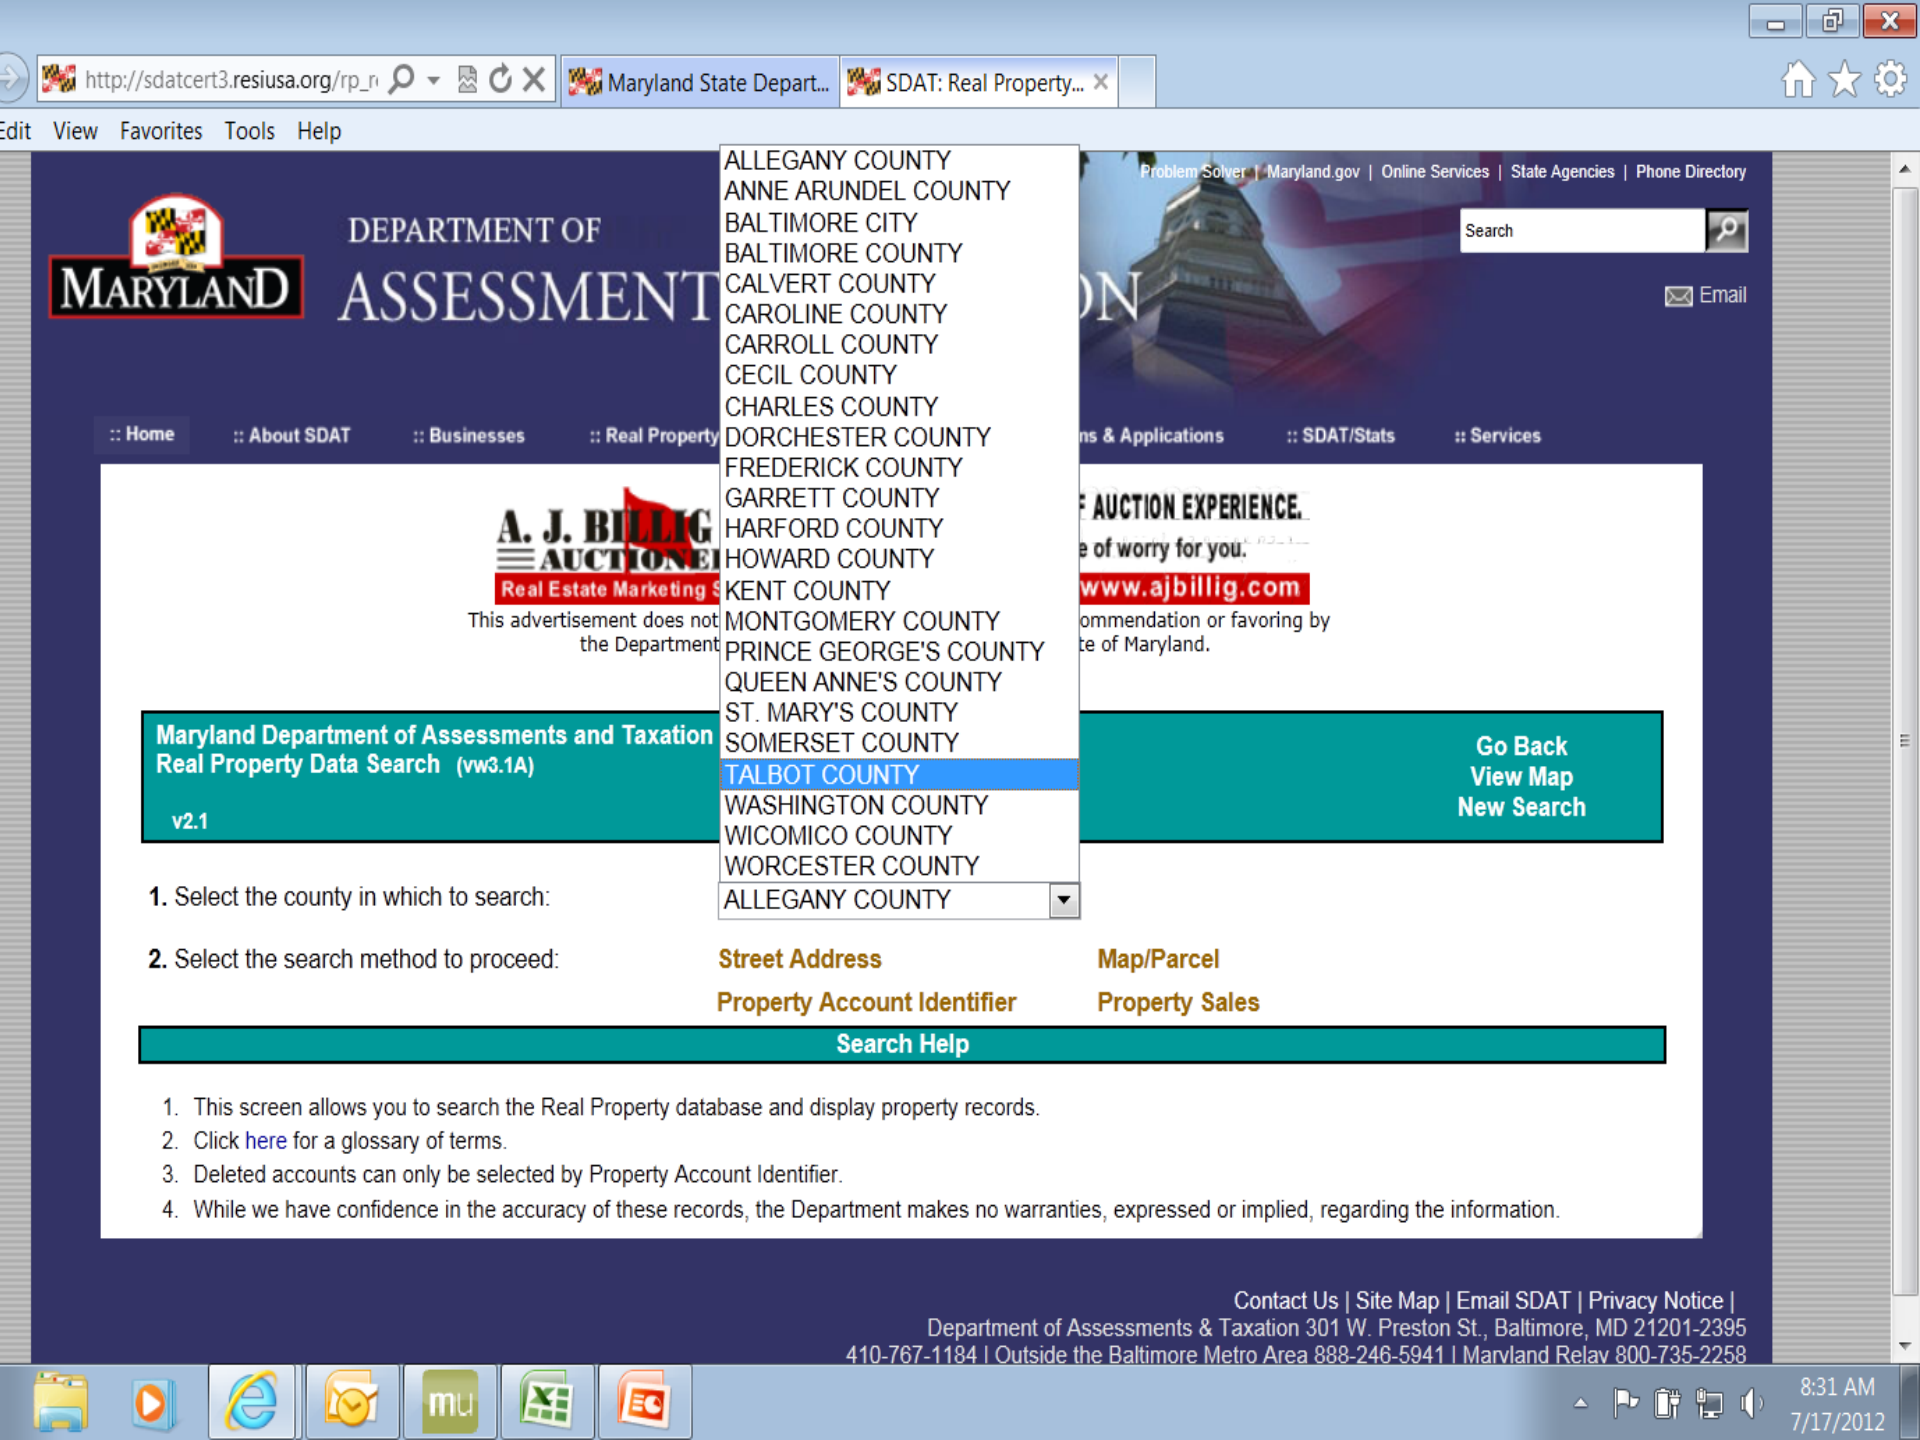 http://sdatcert3.resiusa.org/rp_r
Maryland State Depart...
SDAT: Real Property...
Edit View Favorites Tools Help
Problem Solver | Maryland.gov | Online Services | State Agencies | Phone Directory
Search
Email
MARYLAND
DEPARTMENT OF
ASSESSMENT
ON
ALLEGANY COUNTY
ANNE ARUNDEL COUNTY
BALTIMORE CITY
BALTIMORE COUNTY
CALVERT COUNTY
CAROLINE COUNTY
CARROLL COUNTY
CECIL COUNTY
CHARLES COUNTY
DORCHESTER COUNTY
FREDERICK COUNTY
GARRETT COUNTY
HARFORD COUNTY
HOWARD COUNTY
KENT COUNTY
MONTGOMERY COUNTY
PRINCE GEORGE'S COUNTY
QUEEN ANNE'S COUNTY
ST. MARY'S COUNTY
SOMERSET COUNTY
TALBOT COUNTY
WASHINGTON COUNTY
WICOMICO COUNTY
WORCESTER COUNTY
:: Home :: About SDAT :: Businesses :: Real Property ns & Applications :: SDAT/Stats :: Services
A. J. BILLIG
AUCTIONE
Real Estate Marketing S
F AUCTION EXPERIENCE.
e of worry for you.
www.ajbillig.com
This advertisement does not ommendation or favoring by
the Department te of Maryland.
Maryland Department of Assessments and Taxation
Real Property Data Search (vw3.1A)
v2.1
Go Back
View Map
New Search
1. Select the county in which to search: ALLEGANY COUNTY
2. Select the search method to proceed: Street Address Map/Parcel
Property Account Identifier Property Sales
Search Help
1. This screen allows you to search the Real Property database and display property records.
2. Click here for a glossary of terms.
3. Deleted accounts can only be selected by Property Account Identifier.
4. While we have confidence in the accuracy of these records, the Department makes no warranties, expressed or implied, regarding the information.
Contact Us | Site Map | Email SDAT | Privacy Notice |
Department of Assessments & Taxation 301 W. Preston St., Baltimore, MD 21201-2395
410-767-1184 | Outside the Baltimore Metro Area 888-246-5941 | Maryland Relay 800-735-2258
mu
8:31 AM
7/17/2012